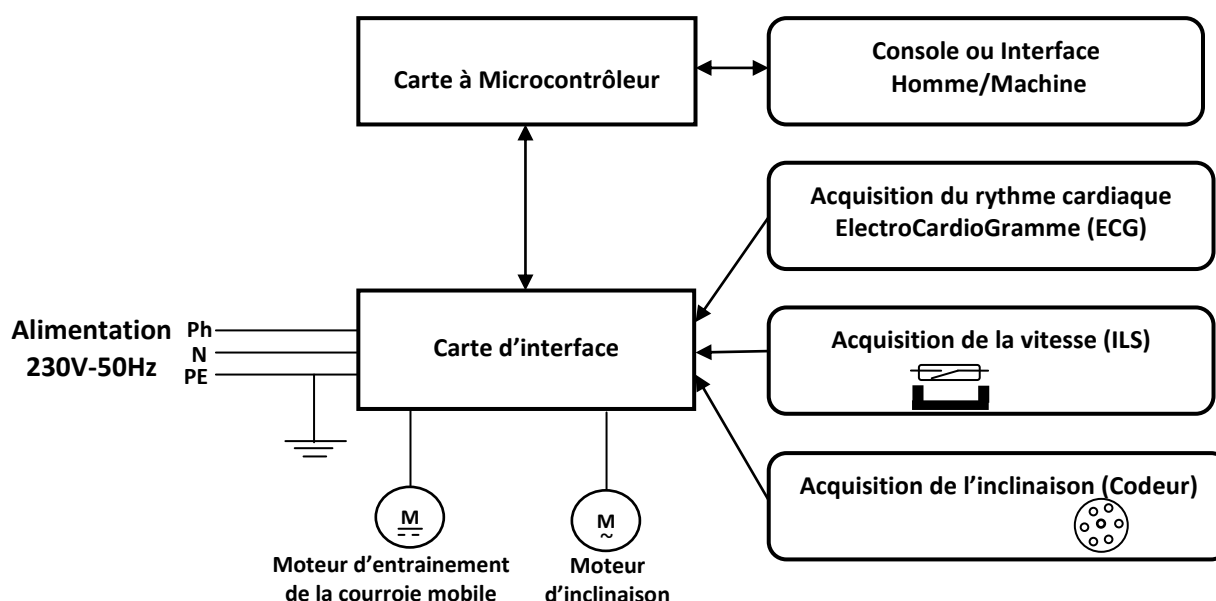 Carte à Microcontrôleur
Console ou Interface
Homme/Machine
Acquisition du rythme cardiaque
ElectroCardioGramme (ECG)
Alimentation
230V-50Hz
Ph
N
PE
Carte d’interface
Acquisition de la vitesse (ILS)
Acquisition de l’inclinaison (Codeur)
M
M
~
Moteur d’entrainement
de la courroie mobile
Moteur
d’inclinaison